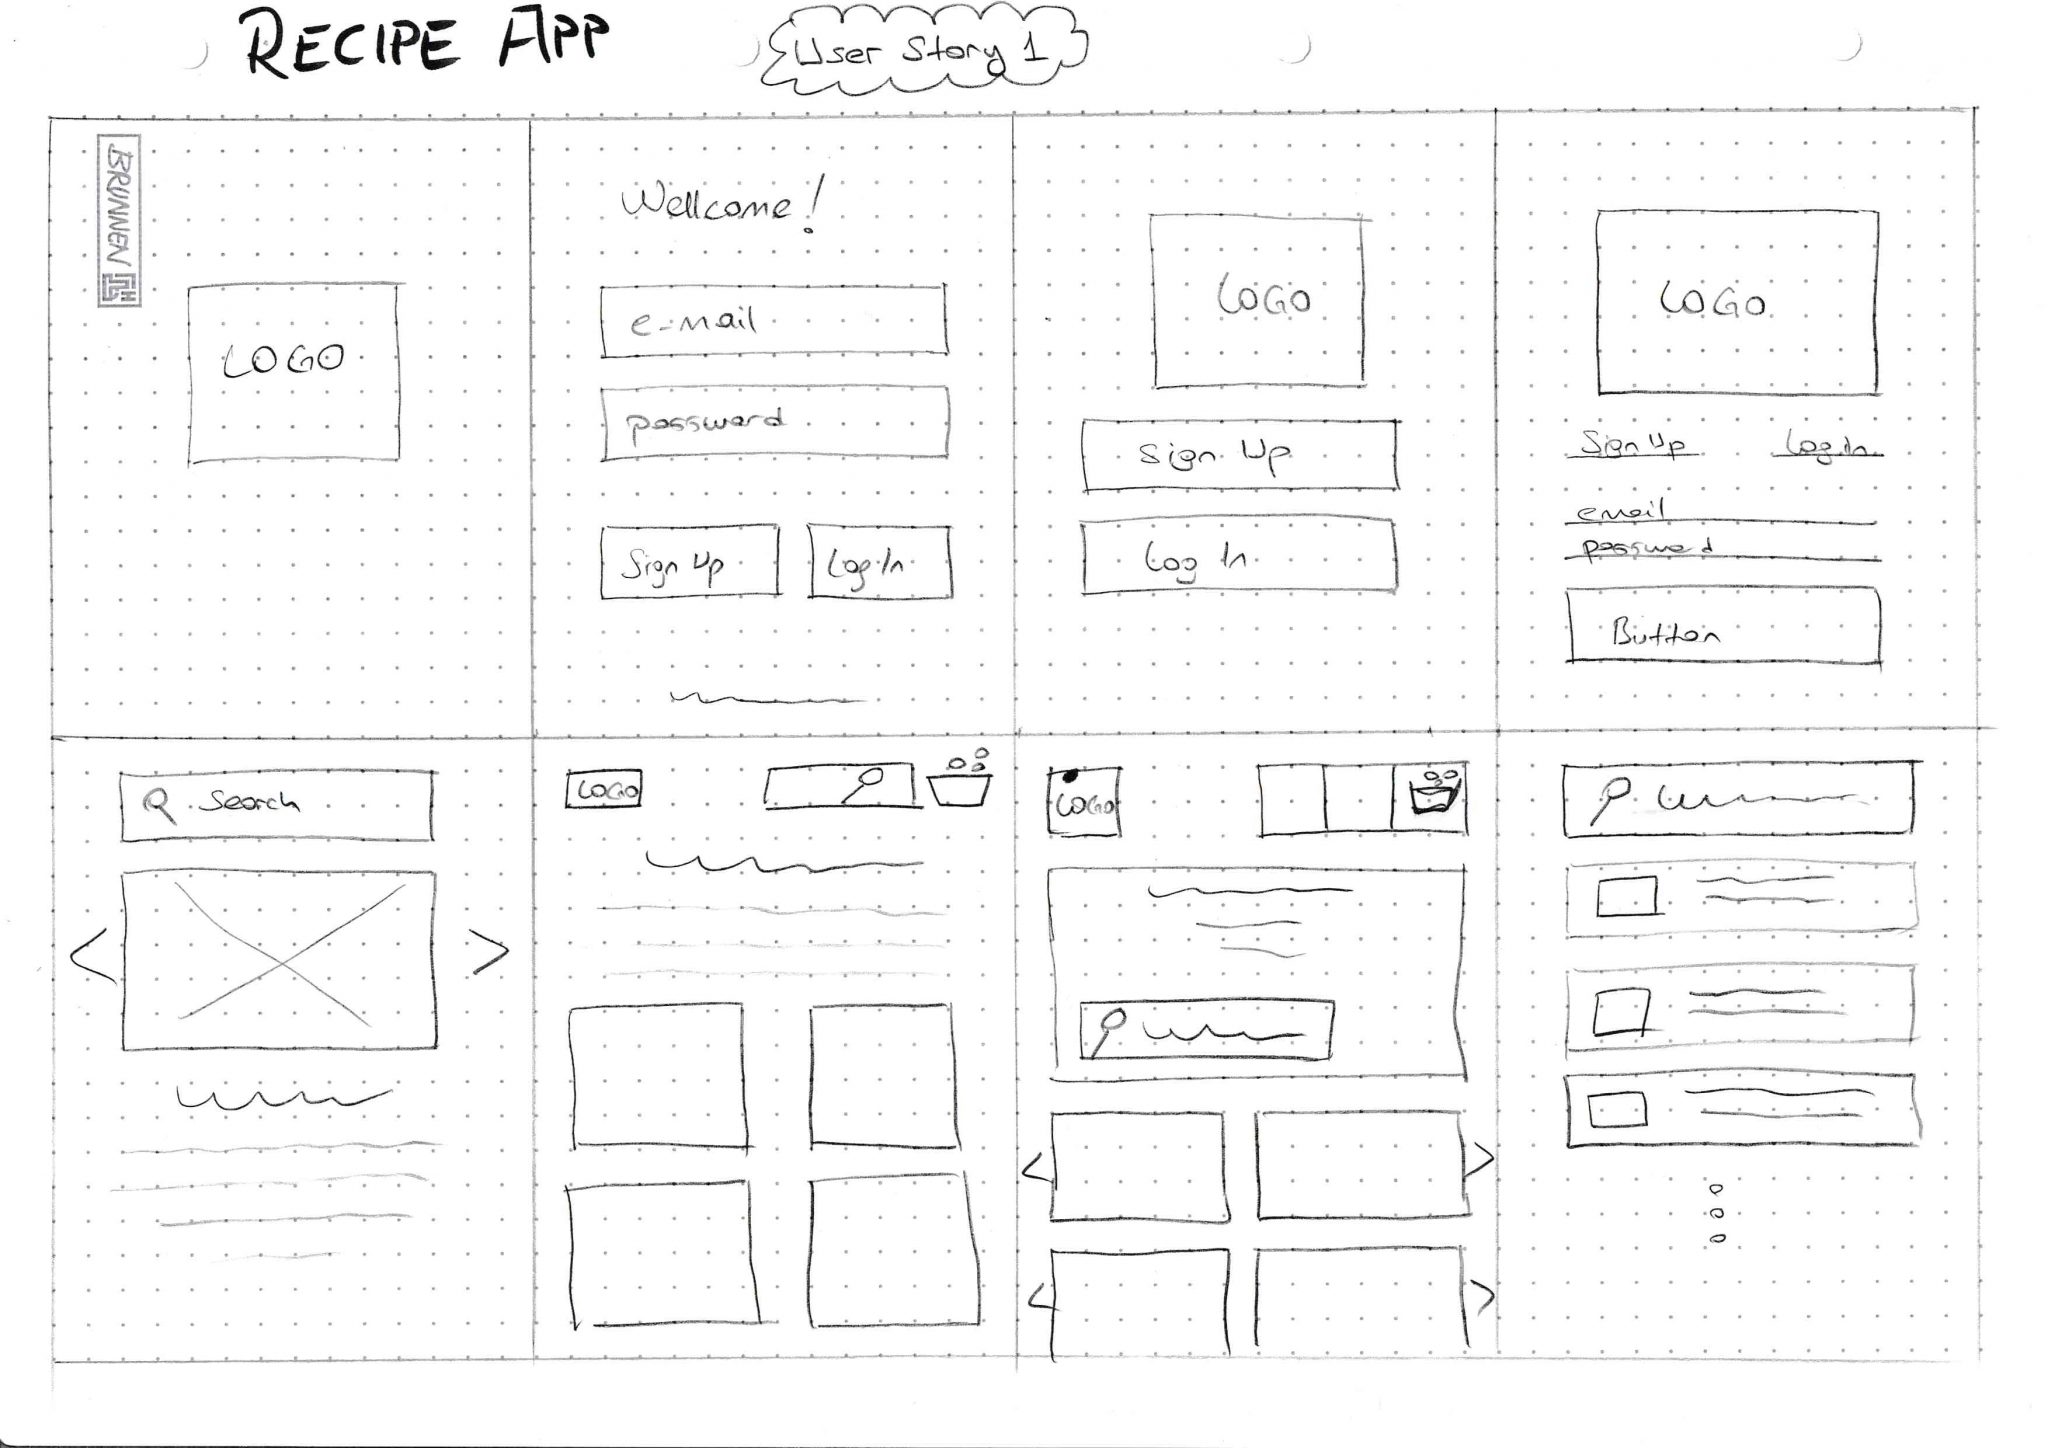 RECIPE APP
User Story 1
BRUNNEN
LOGO
Wellcome!
e-mail
password
Sign Up
Log In
LOGO
Sign Up
Log In
LOGO
Sign Up
Log In
email
password
Button
Search
LOGO
LOGO